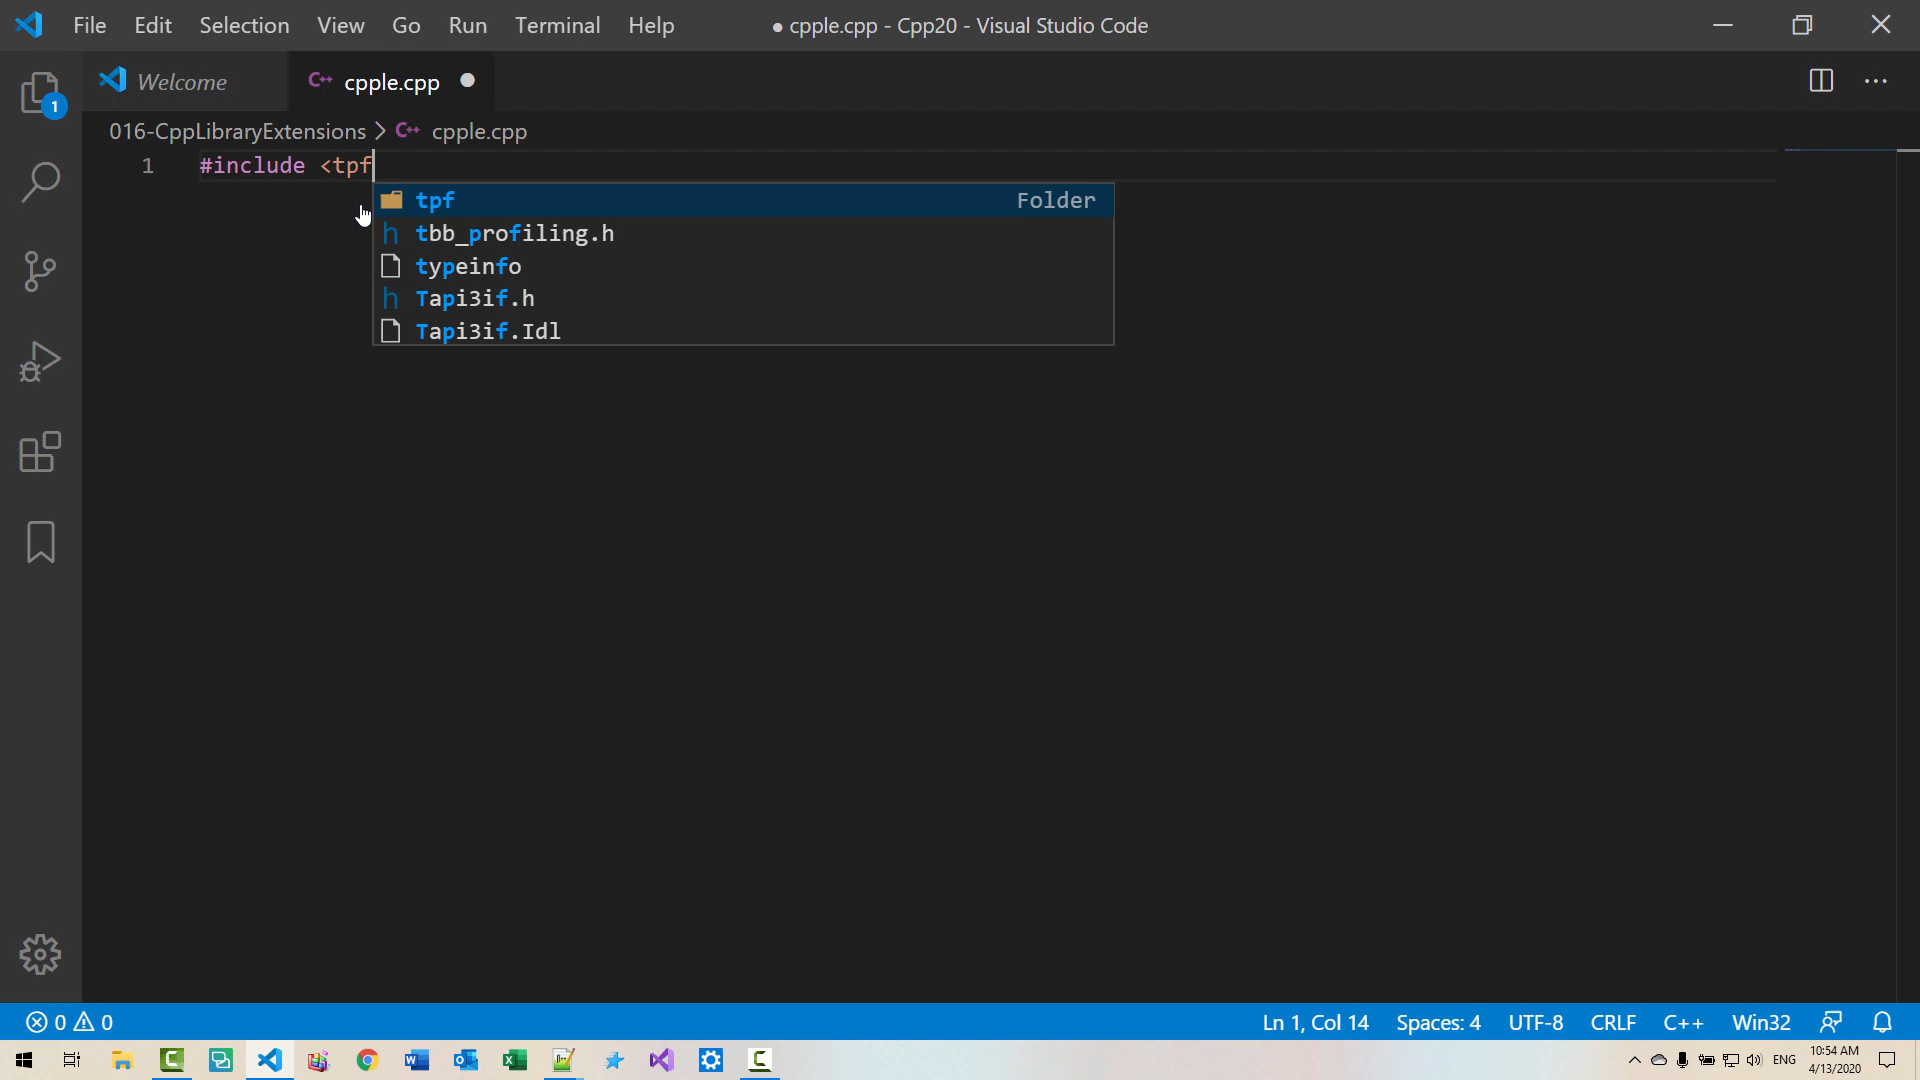 File Edit Selection View Go Run Terminal Help ● cpple.cpp - Cpp20 - Visual Studio Code
Welcome cpple.cpp
1
016-CppLibraryExtensions > cpple.cpp
1 #include <tpf
tpf Folder
tbb_profiling.h
typeinfo
Tapi3if.h
Tapi3if.Idl
0 0 Ln 1, Col 14 Spaces: 4 UTF-8 CRLF C++ Win32
ENG 10:54 AM
4/13/2020